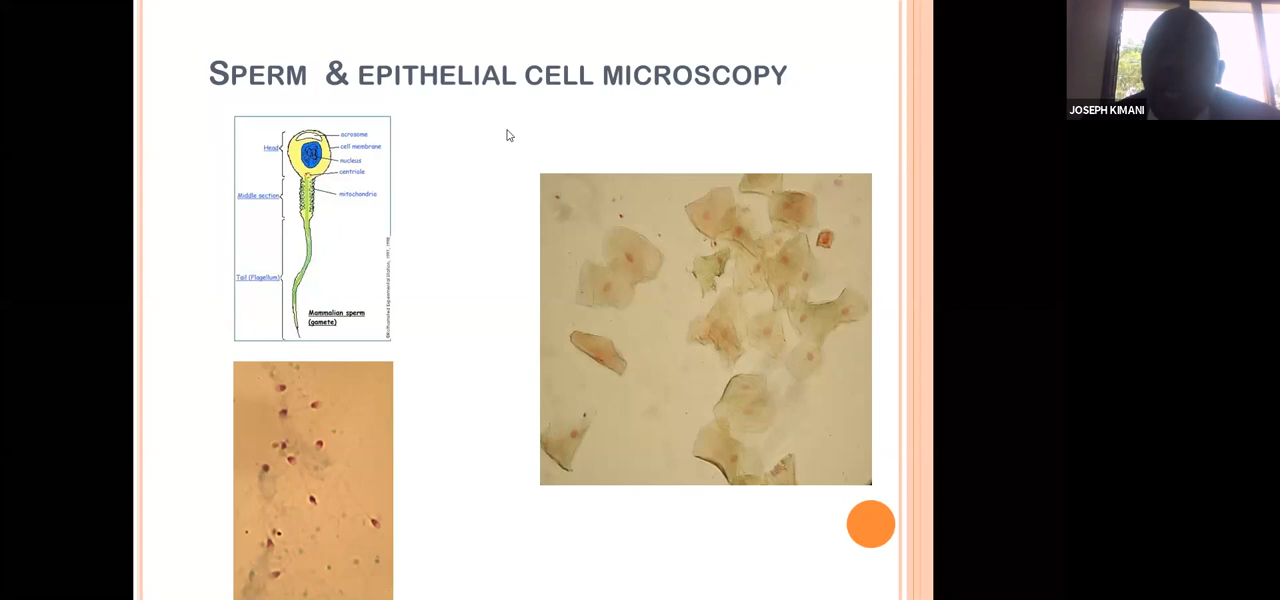 SPERM & EPITHELIAL CELL MICROSCOPY
Head
acrosome
cell membrane
nucleus
centriole
Middle section
mitochondria
Tail (Flagellum)
Mammalian sperm
(gamete)
JOSEPH KIMANI